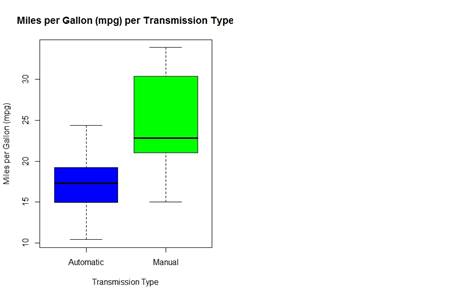 Miles per Gallon (mpg) per Transmission Type
Miles per Gallon (mpg)
30
25
20
15
10
Automatic
Manual
Transmission Type